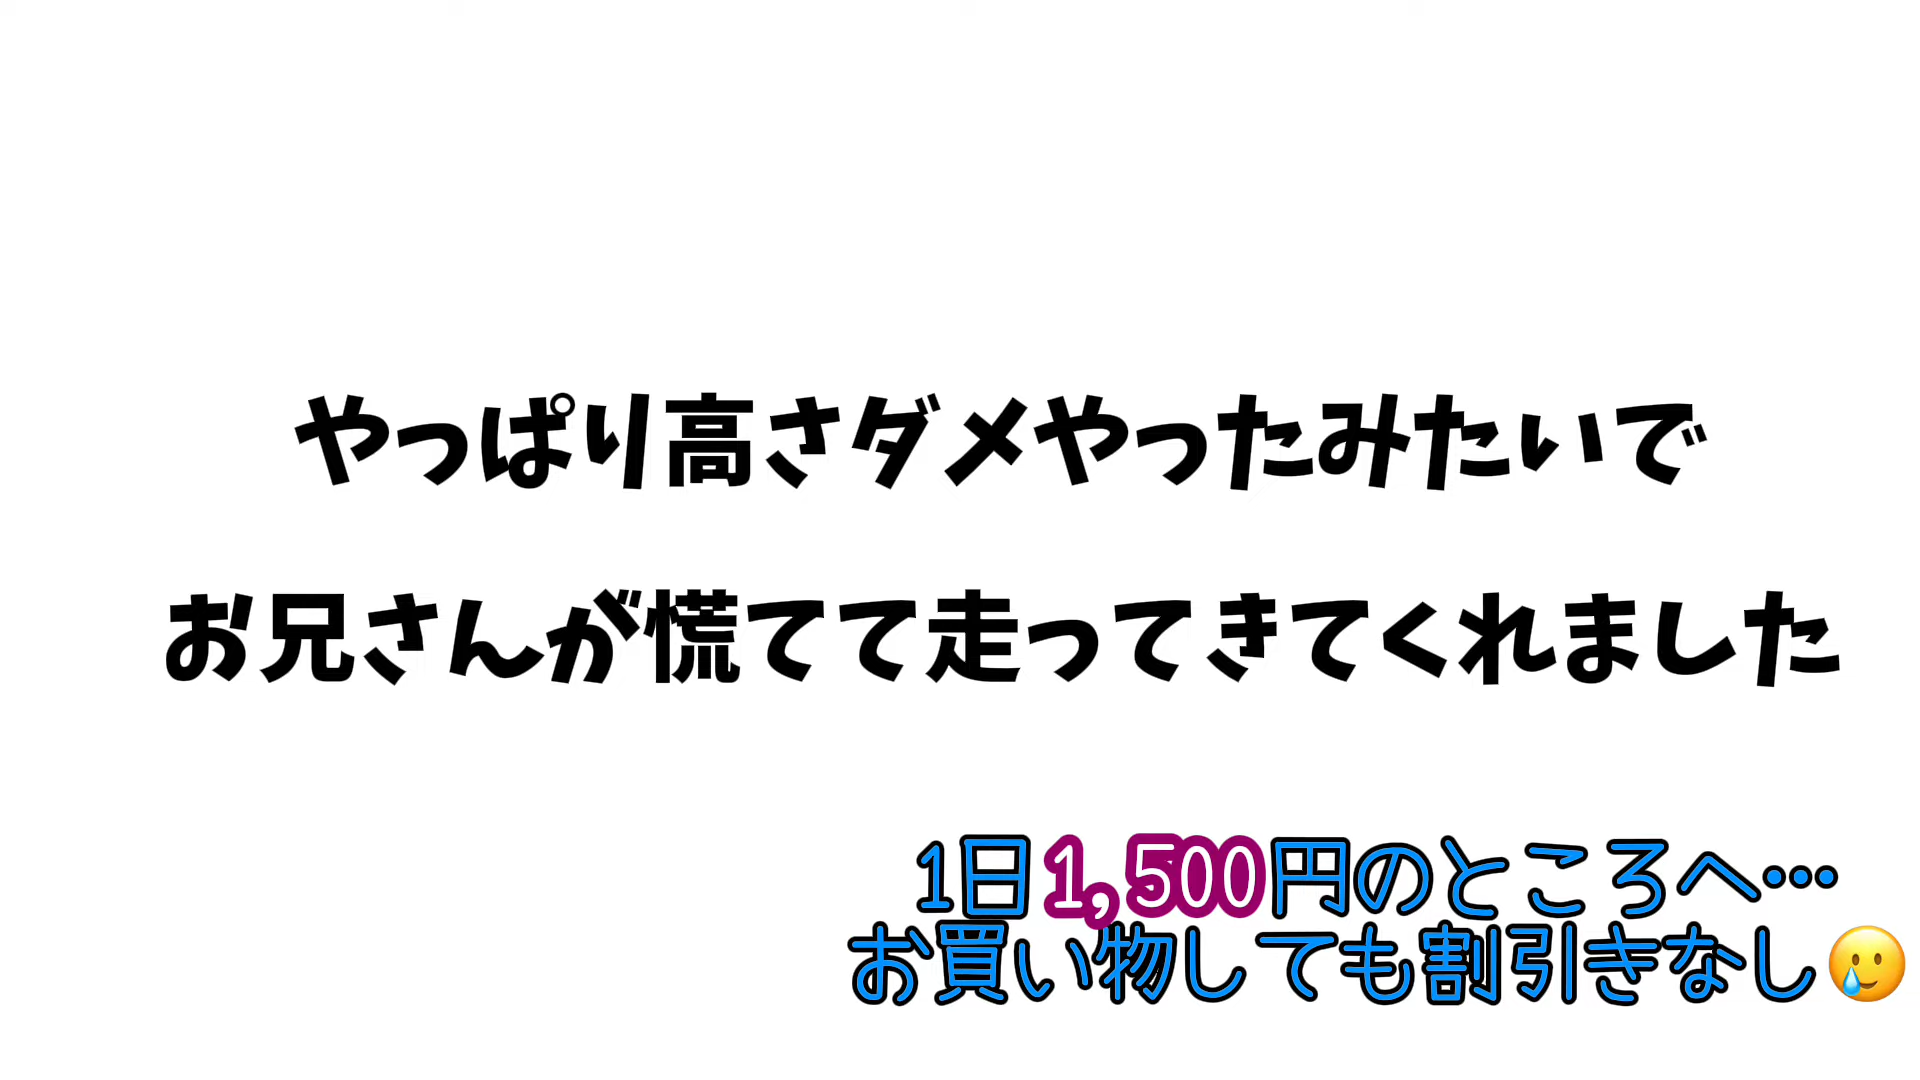 やっぱり高さダメやったみたいで
お兄さんが慌てて走ってきてくれました
1日1,500円のところへ…
お買い物しても割引きなし🥲